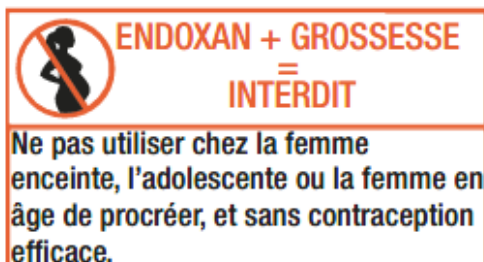 ENDOXAN + GROSSESSE
=
INTERDIT
Ne pas utiliser chez la femme
enceinte, l'adolescente ou la femme en
âge de procréer, et sans contraception
efficace.